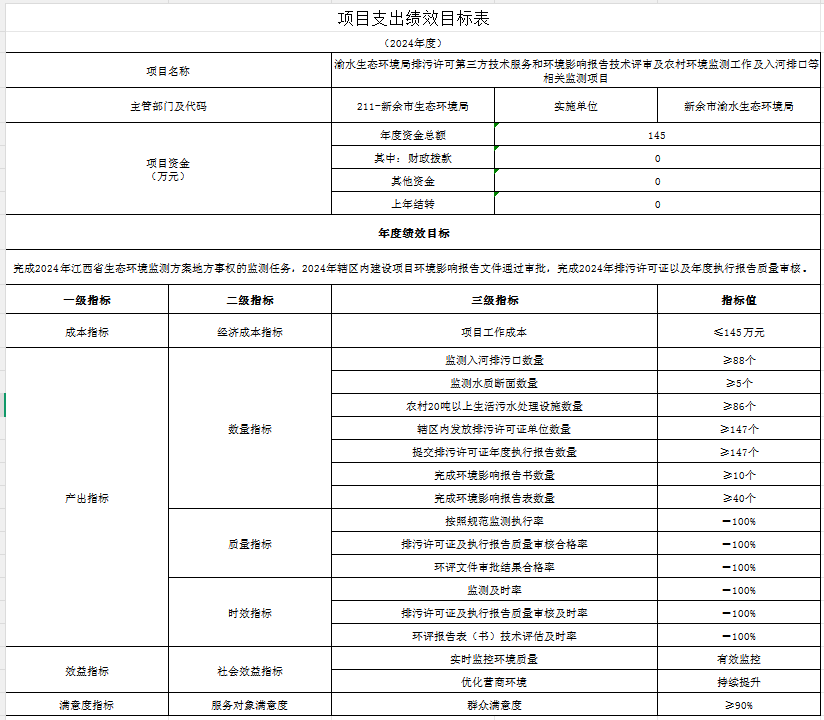 项目支出绩效目标表
（2024年度）
项目名称
渝水生态环境局排污许可第三方技术服务和环境影响报告技术评审及农村环境监测工作及入河排口等
相关监测项目
主管部门及代码
211-新余市生态环境局
实施单位
新余市渝水生态环境局
项目资金
（万元）
年度资金总额
145
其中：财政拨款
0
其他资金
0
上年结转
0
年度绩效目标
完成2024年江西省生态环境监测方案地方事权的监测任务，2024年辖区内建设项目环境影响报告文件通过审批，完成2024年排污许可证以及年度执行报告质量审核。
一级指标
二级指标
三级指标
指标值
成本指标
经济成本指标
项目工作成本
≤145万元
产出指标
数量指标
监测入河排污口数量
≥88个
监测水质断面数量
≥5个
农村20吨以上生活污水处理设施数量
≥86个
辖区内发放排污许可证单位数量
≥147个
提交排污许可证年度执行报告数量
≥147个
完成环境影响报告书数量
≥10个
完成环境影响报告表数量
≥40个
质量指标
按照规范监测执行率
=100%
排污许可证及执行报告质量审核合格率
=100%
环评文件审批结果合格率
=100%
时效指标
监测及时率
=100%
排污许可证及执行报告质量审核及时率
=100%
环评报告表（书）技术评估及时率
=100%
效益指标
社会效益指标
实时监控环境质量
有效监控
优化营商环境
持续提升
满意度指标
服务对象满意度
群众满意度
≥90%